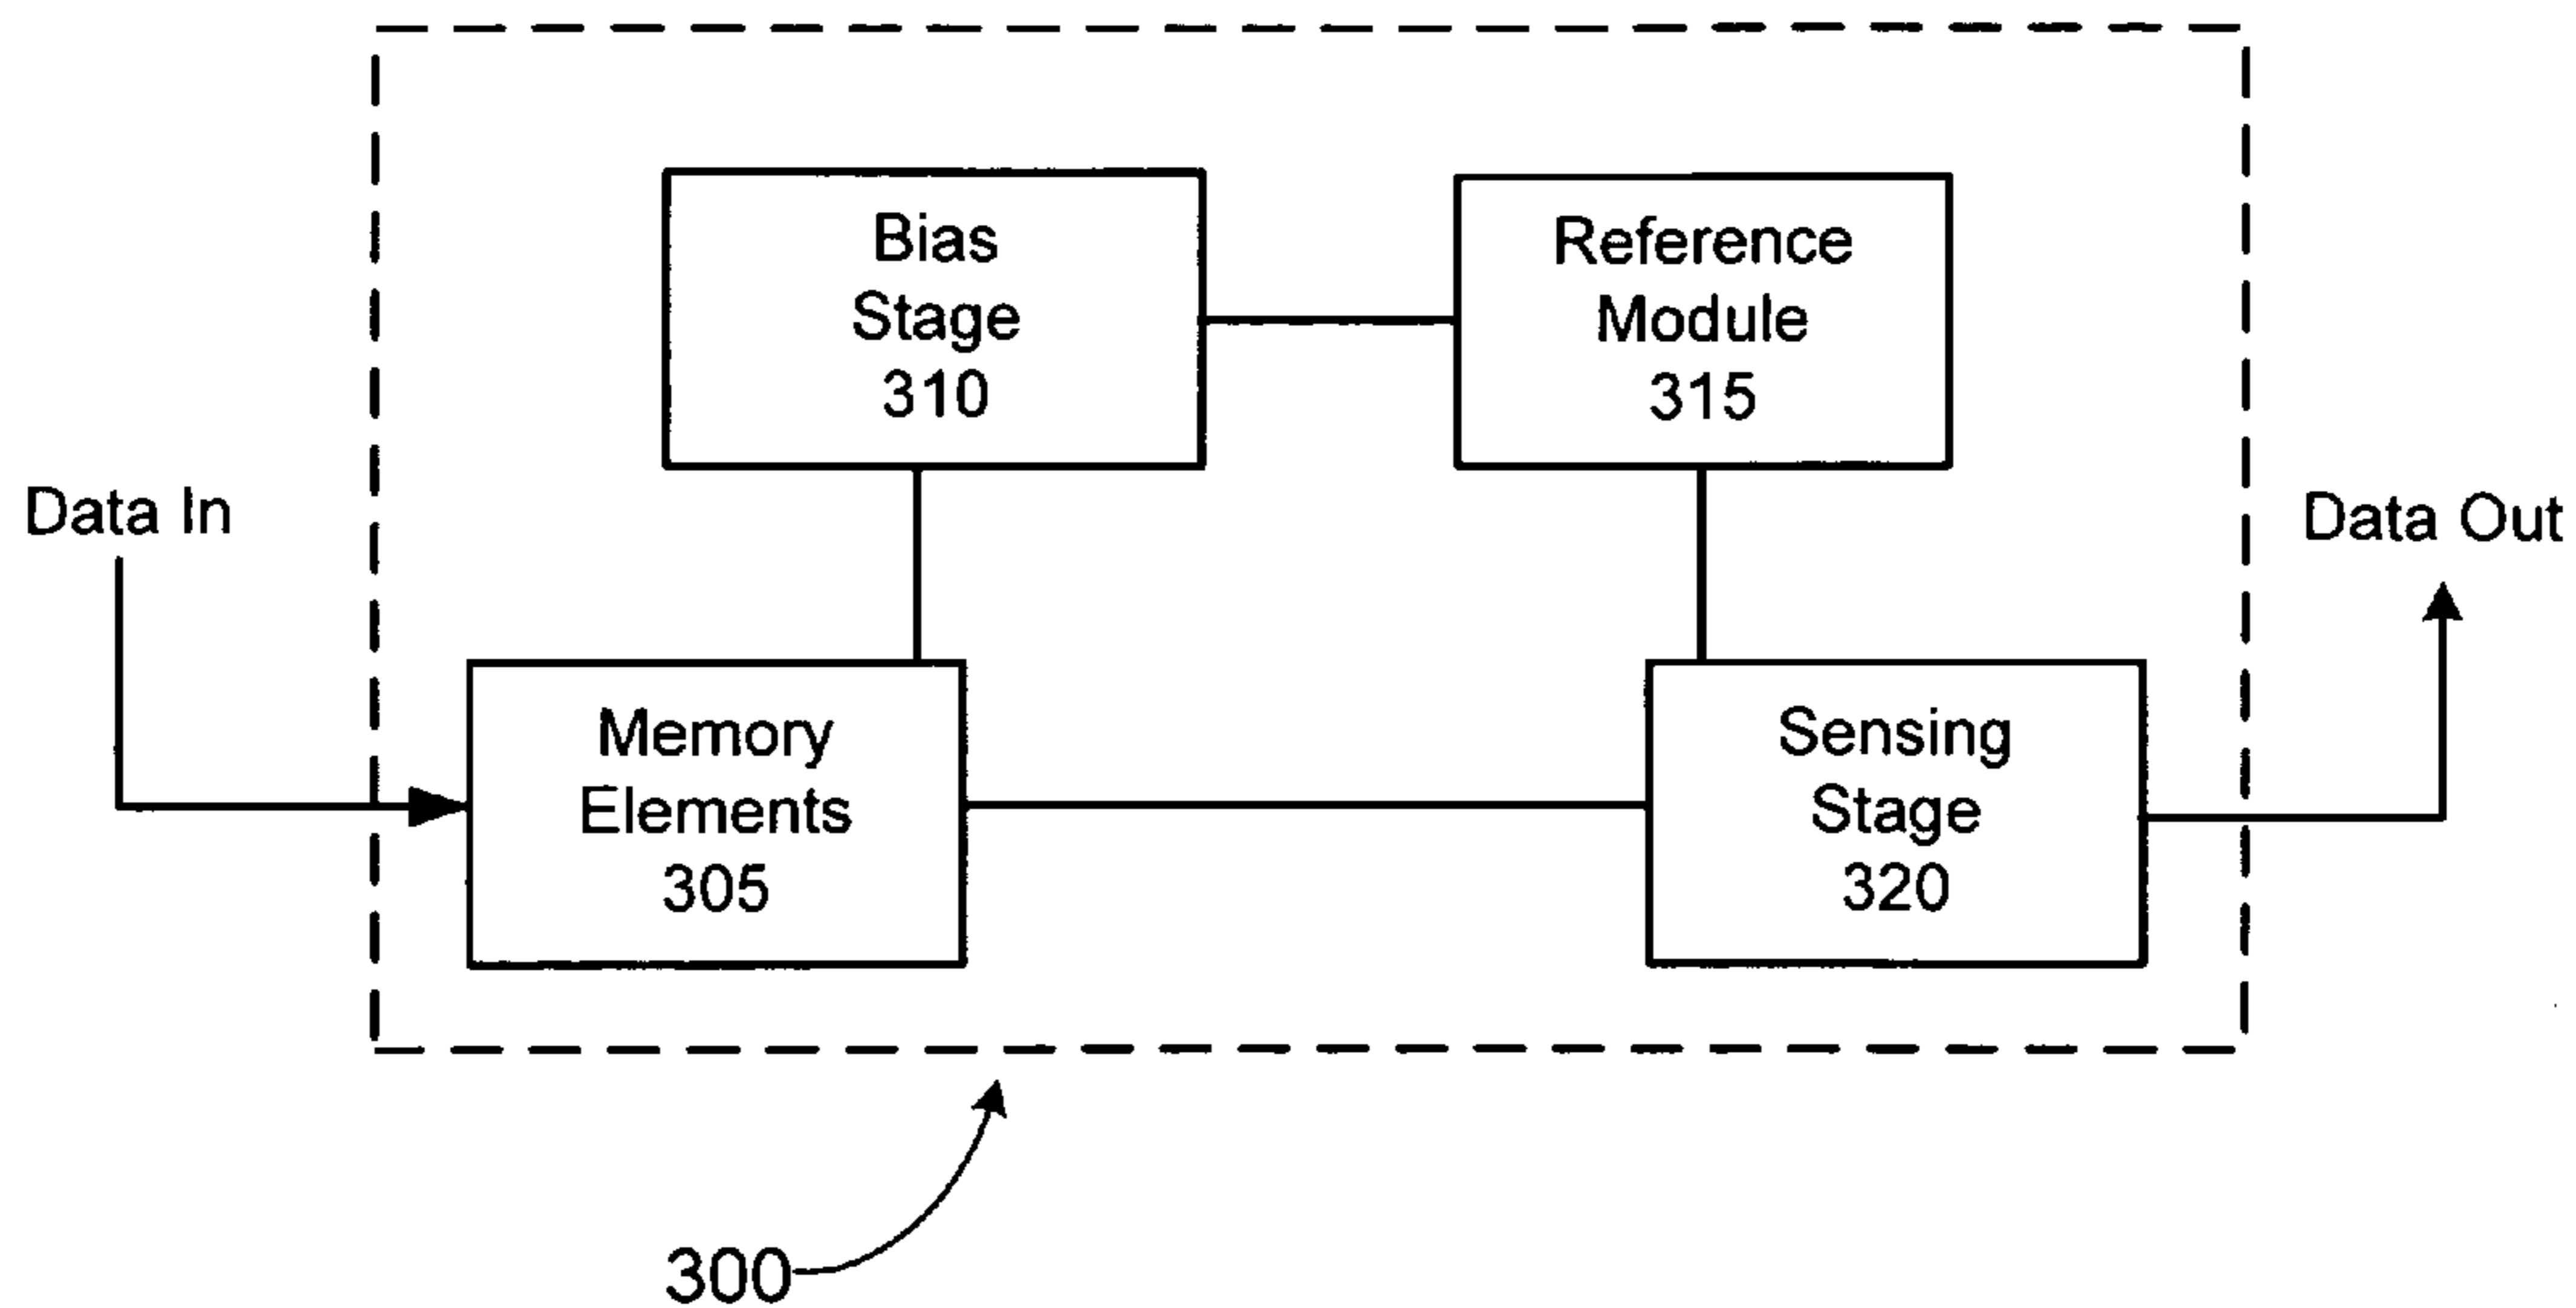 Bias
Stage
310
Reference
Module
315
Data In
Data Out
Memory
Elements
305
Sensing
Stage
320
300